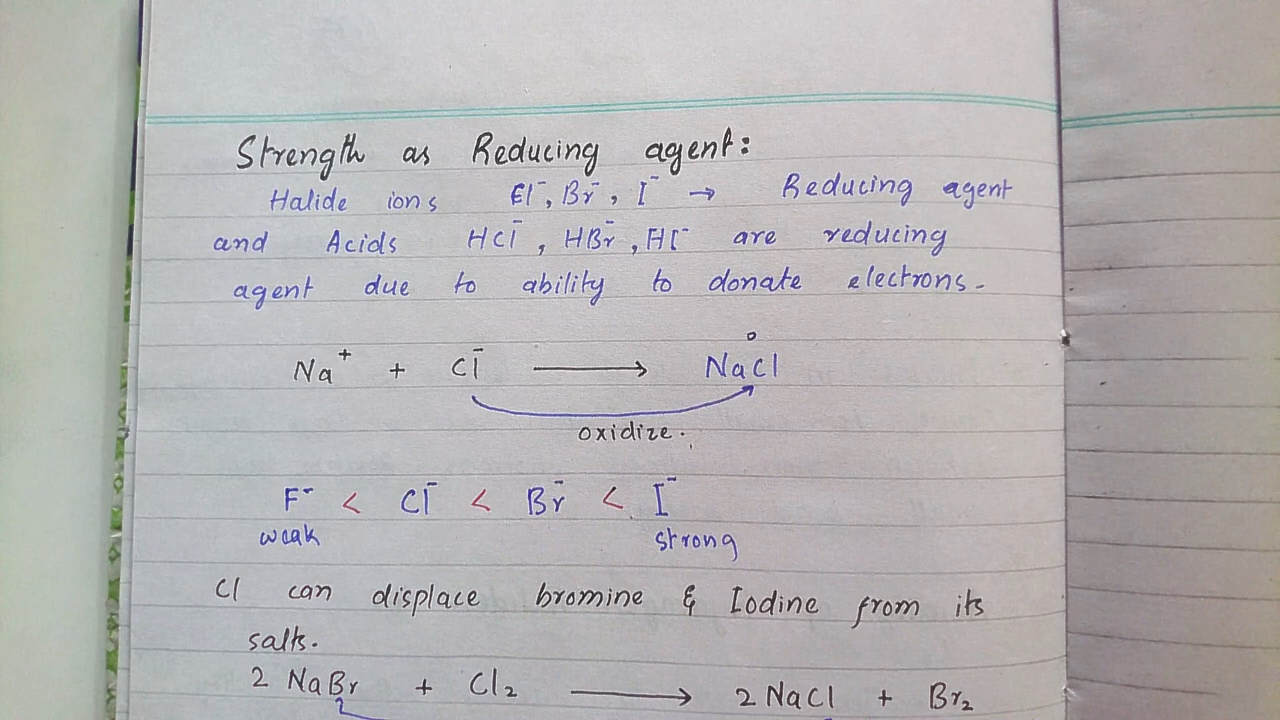 Strength as Reducing agent:
Halide ions Cl⁻, Br⁻, I⁻ → Reducing agent
and Acids HCl⁻, HBr⁻, HI⁻ are reducing
agent due to ability to donate electrons.
o
Na⁺ + Cl⁻ ⟶ NaCl
oxidize.
F⁻ < Cl⁻ < Br⁻ < I⁻
weak strong
Cl can displace bromine & Iodine from its
salts.
2 NaBr + Cl₂ ⟶ 2 NaCl + Br₂